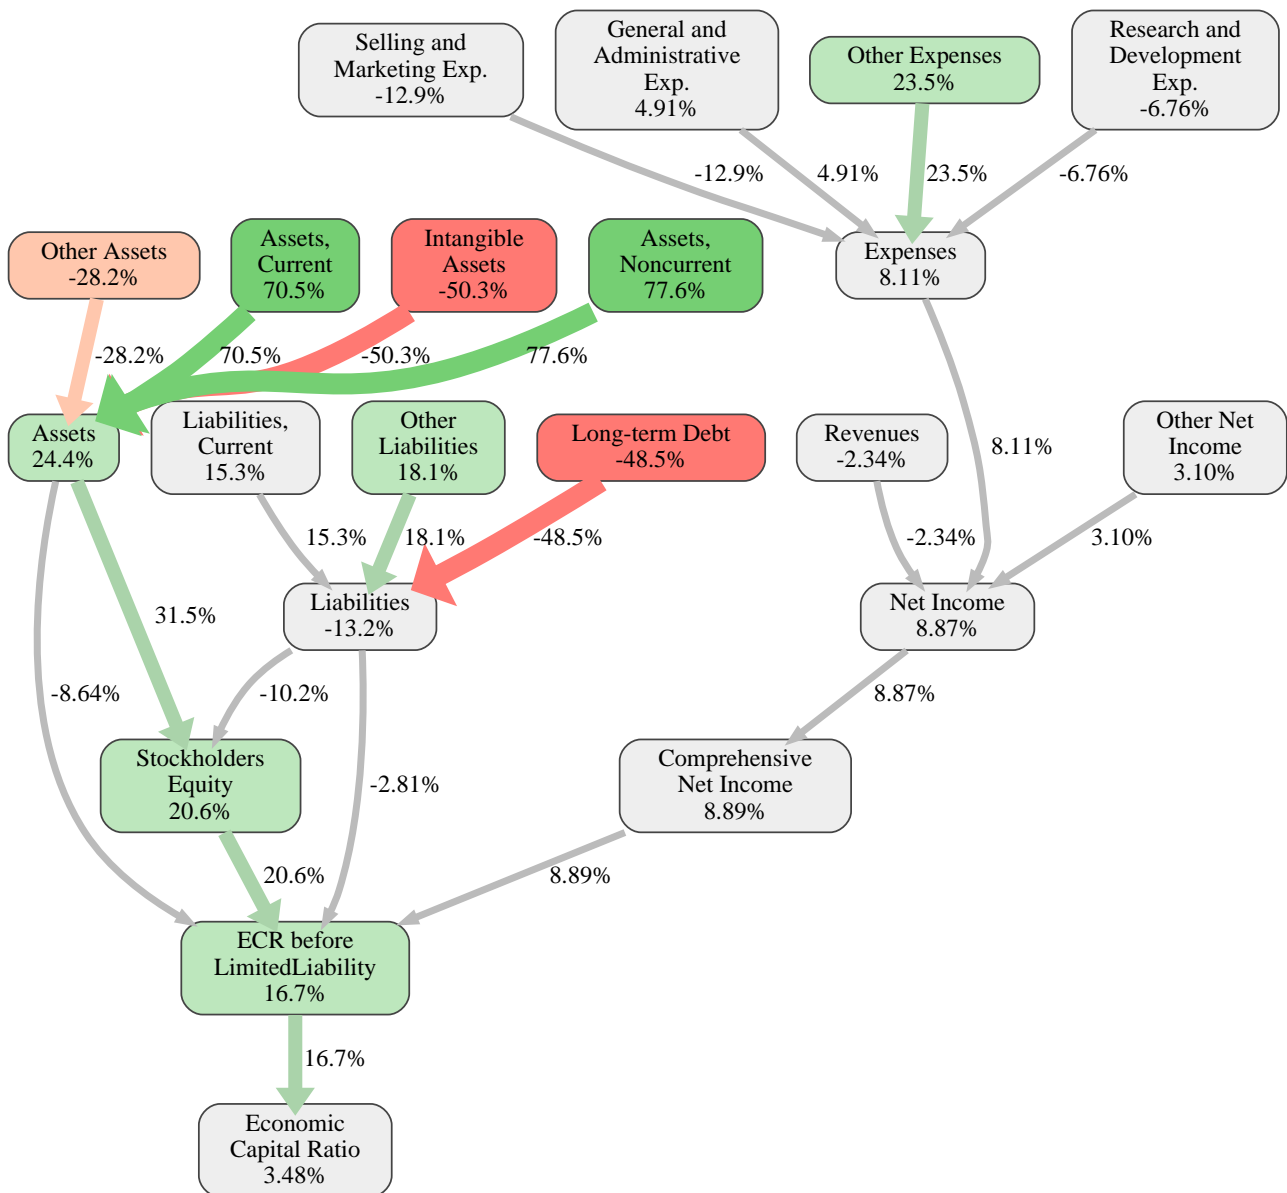 Selling and
Marketing Exp.
-12.9%
General and
Administrative
Exp.
4.91%
Other Expenses
23.5%
Research and
Development
Exp.
-6.76%
-12.9%
4.91%
23.5%
-6.76%
Other Assets
-28.2%
Assets,
Current
70.5%
Intangible
Assets
-50.3%
Assets,
Noncurrent
77.6%
Expenses
8.11%
-28.2%
70.5%
-50.3%
77.6%
Assets
24.4%
Liabilities,
Current
15.3%
Other
Liabilities
18.1%
Long-term Debt
-48.5%
Revenues
-2.34%
8.11%
Other Net
Income
3.10%
15.3%
18.1%
-48.5%
-2.34%
3.10%
31.5%
Liabilities
-13.2%
Net Income
8.87%
-8.64%
-10.2%
8.87%
Stockholders
Equity
20.6%
-2.81%
Comprehensive
Net Income
8.89%
20.6%
8.89%
ECR before
LimitedLiability
16.7%
16.7%
Economic
Capital Ratio
3.48%